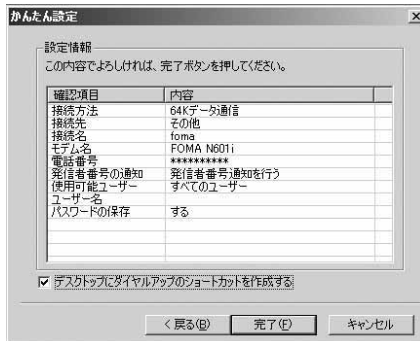 かんたん設定
設定情報
この内容でよろしければ、完了ボタンを押してください。
確認項目 内容
接続方法 64Kデータ通信
接続先 その他
接続名 foma
モデム名 FOMA N601i
電話番号 **********
発信者番号の通知 発信者番号通知を行う
使用可能ユーザー すべてのユーザー
ユーザー名
パスワードの保存 する
デスクトップにダイヤルアップのショートカットを作成する
< 戻る(B) 完了(F) キャンセル